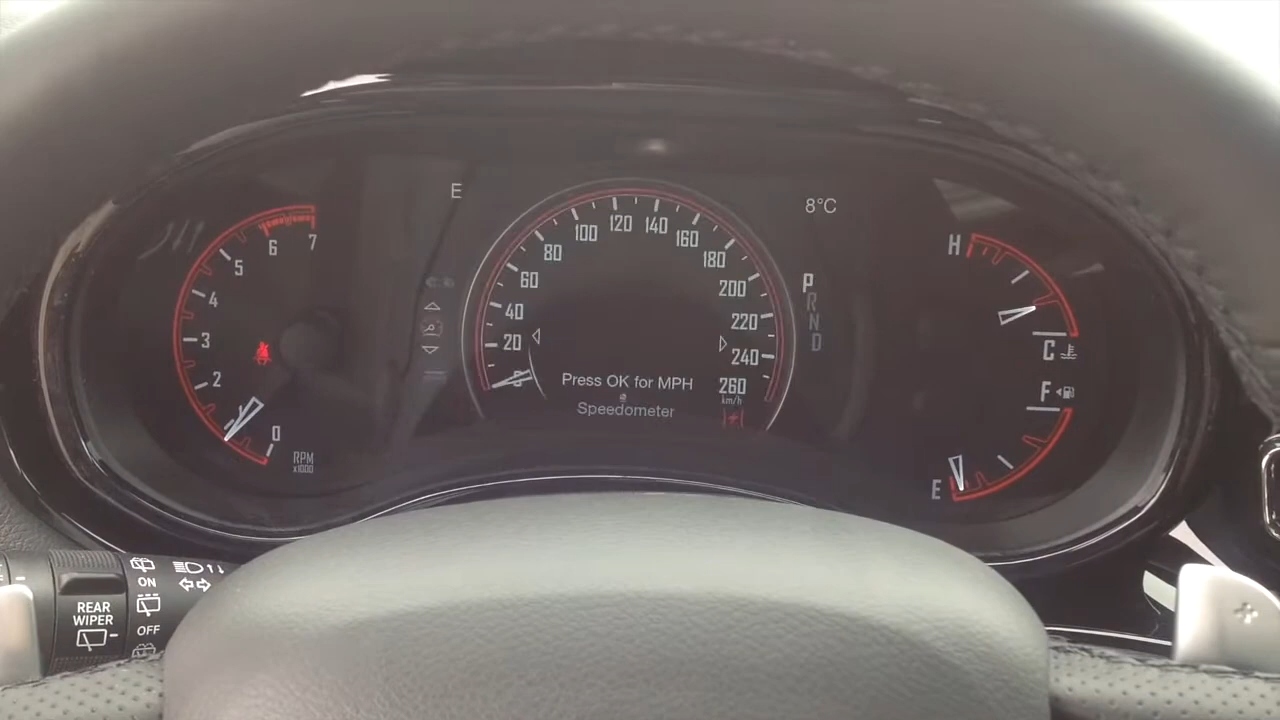 E
8°C
7
6
5
4
3
2
0
RPM
x1000
120
140
100
160
80
180
60
200
40
220
20
240
0
260
km/h
Press OK for MPH
Speedometer
P
R
N
D
H
C
F
E
REAR
WIPER
ON
OFF
+